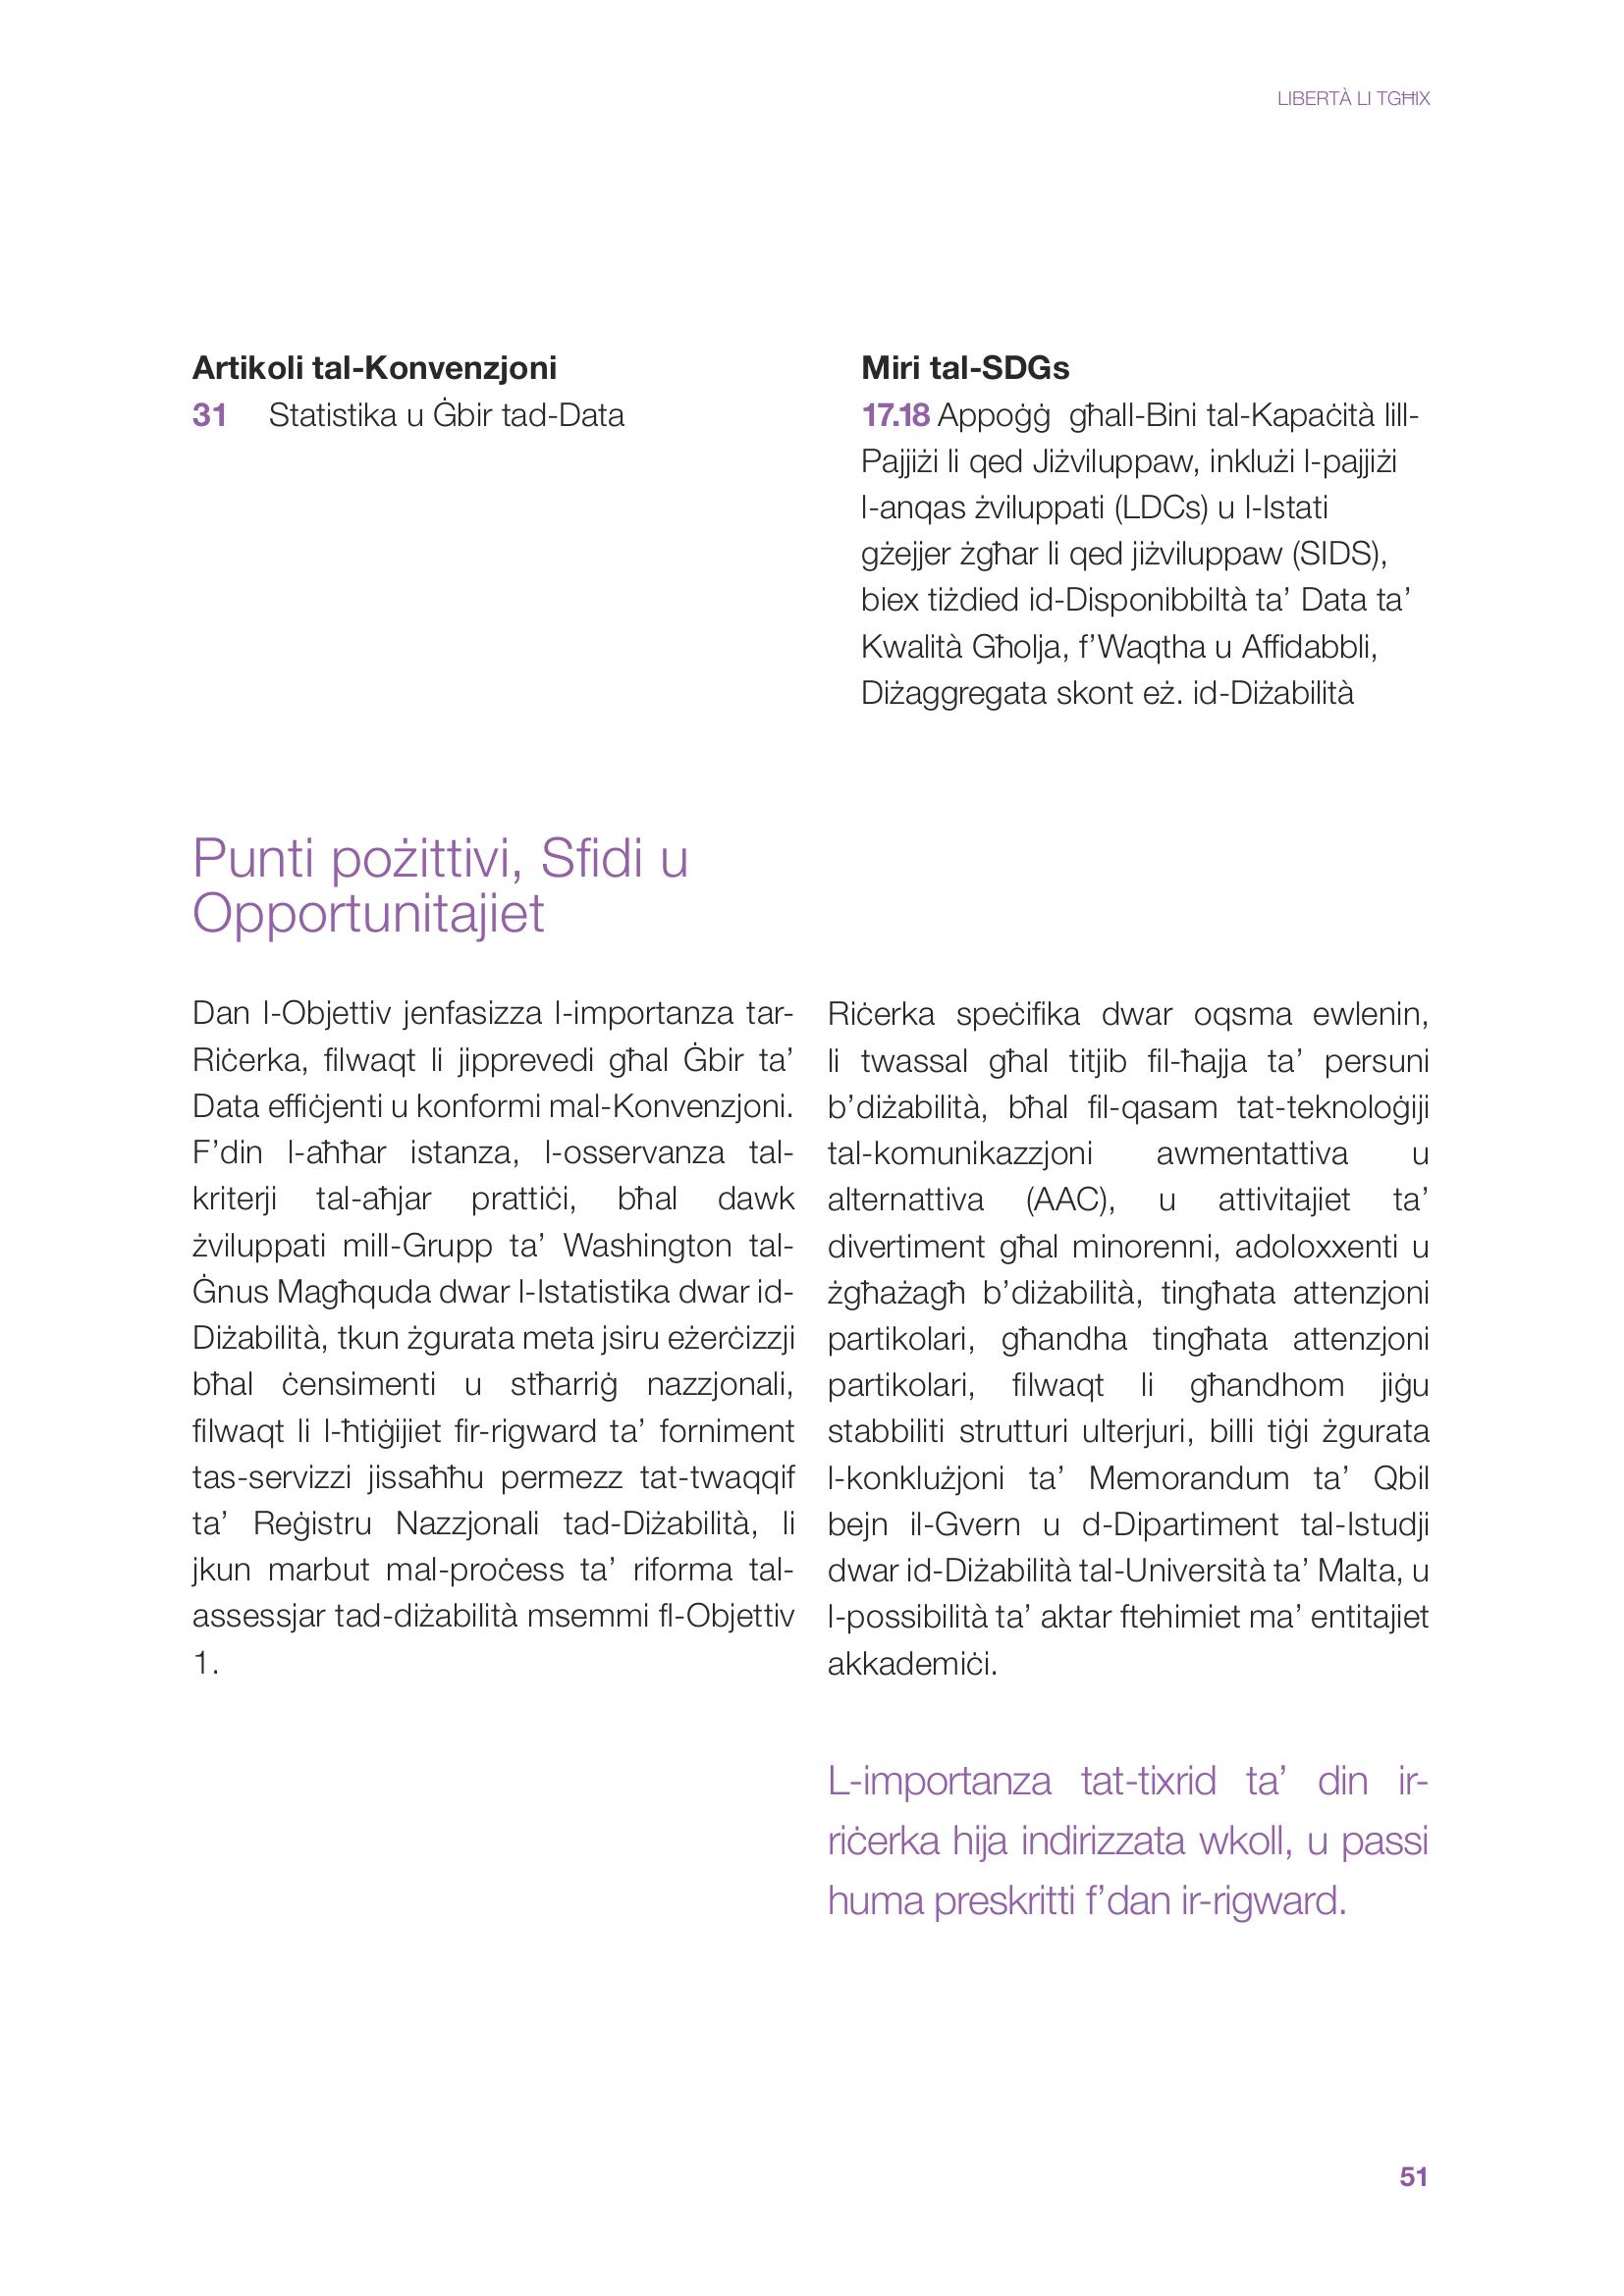 LIBERTÀ LI TGĦIX
Artikoli tal-Konvenzjoni
31 Statistika u Ġbir tad-Data
Miri tal-SDGs
17.18 Appoġġ għall-Bini tal-Kapaċità lill-
Pajjiżi li qed Jiżviluppaw, inklużi l-pajjiżi
l-anqas żviluppati (LDCs) u l-Istati
gżejjer żgħar li qed jiżviluppaw (SIDS),
biex tiżdied id-Disponibbiltà ta’ Data ta’
Kwalità Għolja, f’Waqtha u Affidabbli,
Diżaggregata skont eż. id-Diżabilità
Punti pożittivi, Sfidi u
Opportunitajiet
Dan l-Objettiv jenfasizza l-importanza tar-
Riċerka, filwaqt li jipprevedi għal Ġbir ta’
Data effiċjenti u konformi mal-Konvenzjoni.
F’din l-aħħar istanza, l-osservanza tal-
kriterji tal-aħjar prattiċi, bħal dawk
żviluppati mill-Grupp ta’ Washington tal-
Ġnus Magħquda dwar l-Istatistika dwar id-
Diżabilità, tkun żgurata meta jsiru eżerċizzji
bħal ċensimenti u stħarriġ nazzjonali,
filwaqt li l-ħtiġijiet fir-rigward ta’ forniment
tas-servizzi jissaħħu permezz tat-twaqqif
ta’ Reġistru Nazzjonali tad-Diżabilità, li
jkun marbut mal-proċess ta’ riforma tal-
assessjar tad-diżabilità msemmi fl-Objettiv
1.
Riċerka speċifika dwar oqsma ewlenin,
li twassal għal titjib fil-ħajja ta’ persuni
b’diżabilità, bħal fil-qasam tat-teknoloġiji
tal-komunikazzjoni awmentattiva u
alternattiva (AAC), u attivitajiet ta’
divertiment għal minorenni, adoloxxenti u
żgħażagħ b’diżabilità, tingħata attenzjoni
partikolari, għandha tingħata attenzjoni
partikolari, filwaqt li għandhom jiġu
stabbiliti strutturi ulterjuri, billi tiġi żgurata
l-konklużjoni ta’ Memorandum ta’ Qbil
bejn il-Gvern u d-Dipartiment tal-Istudji
dwar id-Diżabilità tal-Università ta’ Malta, u
l-possibilità ta’ aktar ftehimiet ma’ entitajiet
akkademiċi.
L-importanza tat-tixrid ta’ din ir-
riċerka hija indirizzata wkoll, u passi
huma preskritti f’dan ir-rigward.
51